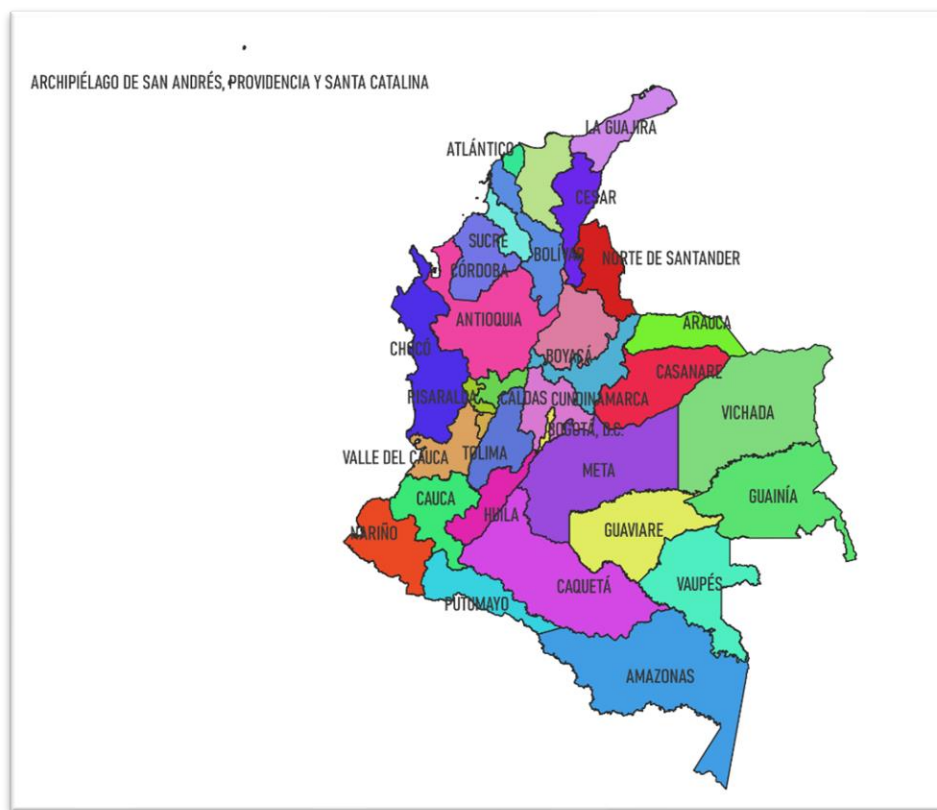 ARCHIPIÉLAGO DE SAN ANDRÉS, PROVIDENCIA Y SANTA CATALINA
LA GUAJIRA
ATLÁNTICO
CESAR
SUCRE
BOLÍVAR
NORTE DE SANTANDER
CÓRDOBA
ANTIOQUIA
ARAUCA
CHOCÓ
BOYACÁ
CASANARE
RISARALDA
CALDAS
CUNDINAMARCA
VICHADA
BOGOTÁ, D.C.
VALLE DEL CAUCA
TOLIMA
META
CAUCA
GUAINÍA
HUILA
NARIÑO
GUAVIARE
CAQUETÁ
VAUPÉS
PUTUMAYO
AMAZONAS